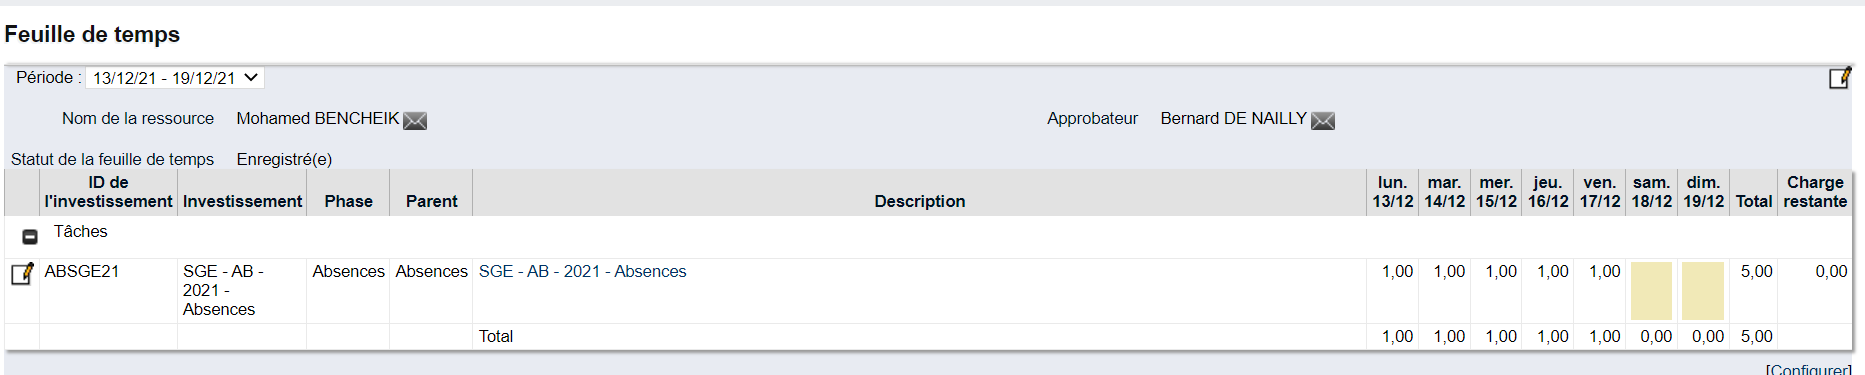 Feuille de temps
Période : 13/12/21 - 19/12/21
Nom de la ressource Mohamed BENCHEIK Approbateur Bernard DE NAILLY
Statut de la feuille de temps Enregistré(e)
ID de l'investissement Investissement Phase Parent Description lun. 13/12 mar. 14/12 mer. 15/12 jeu. 16/12 ven. 17/12 sam. 18/12 dim. 19/12 Total Charge restante
Tâches
ABSGE21 SGE - AB - 2021 - Absences Absences Absences SGE - AB - 2021 - Absences 1,00 1,00 1,00 1,00 1,00 5,00 0,00
Total 1,00 1,00 1,00 1,00 1,00 0,00 0,00 5,00
[Configurer]